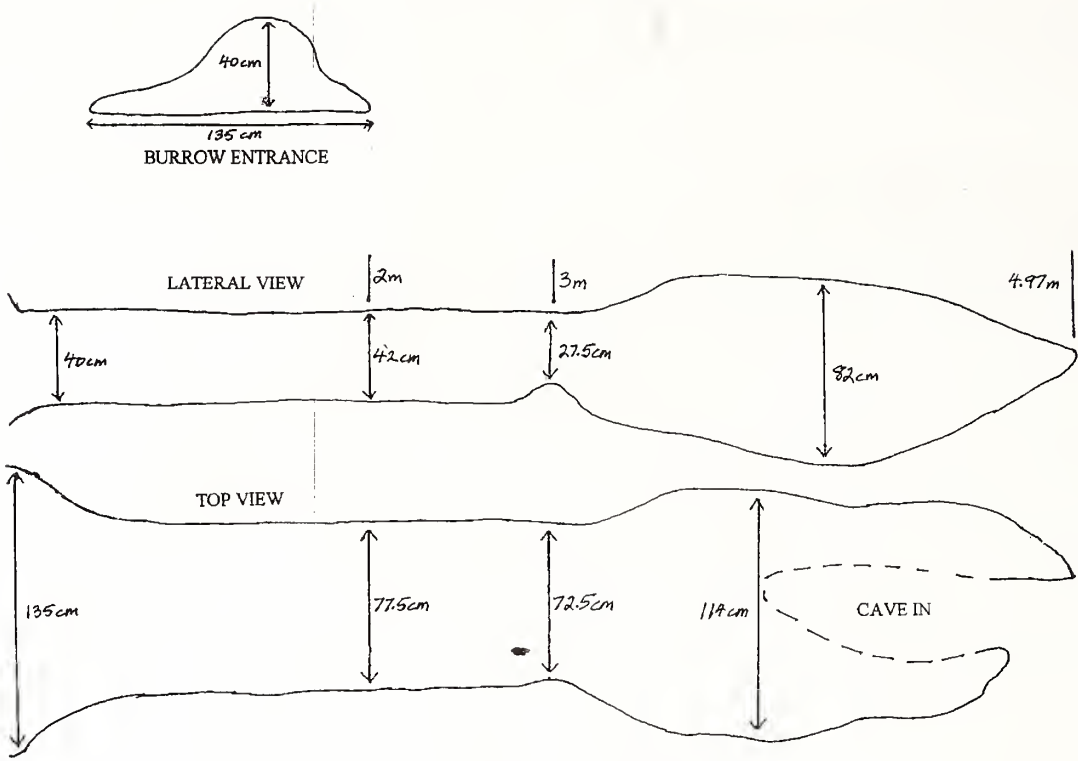 40cm
135 cm
BURROW ENTRANCE
LATERAL VIEW
2m
3m
4.97m
40cm
42cm
27.5cm
82cm
TOP VIEW
135cm
77.5cm
72.5cm
114cm
CAVE IN